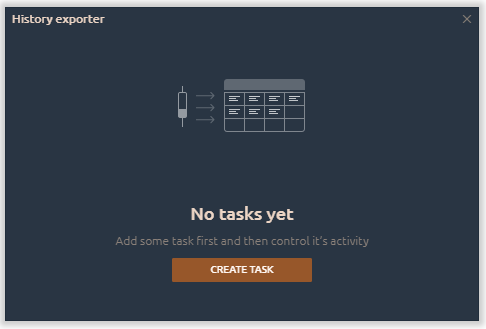 History exporter
No tasks yet
Add some task first and then control it's activity
CREATE TASK